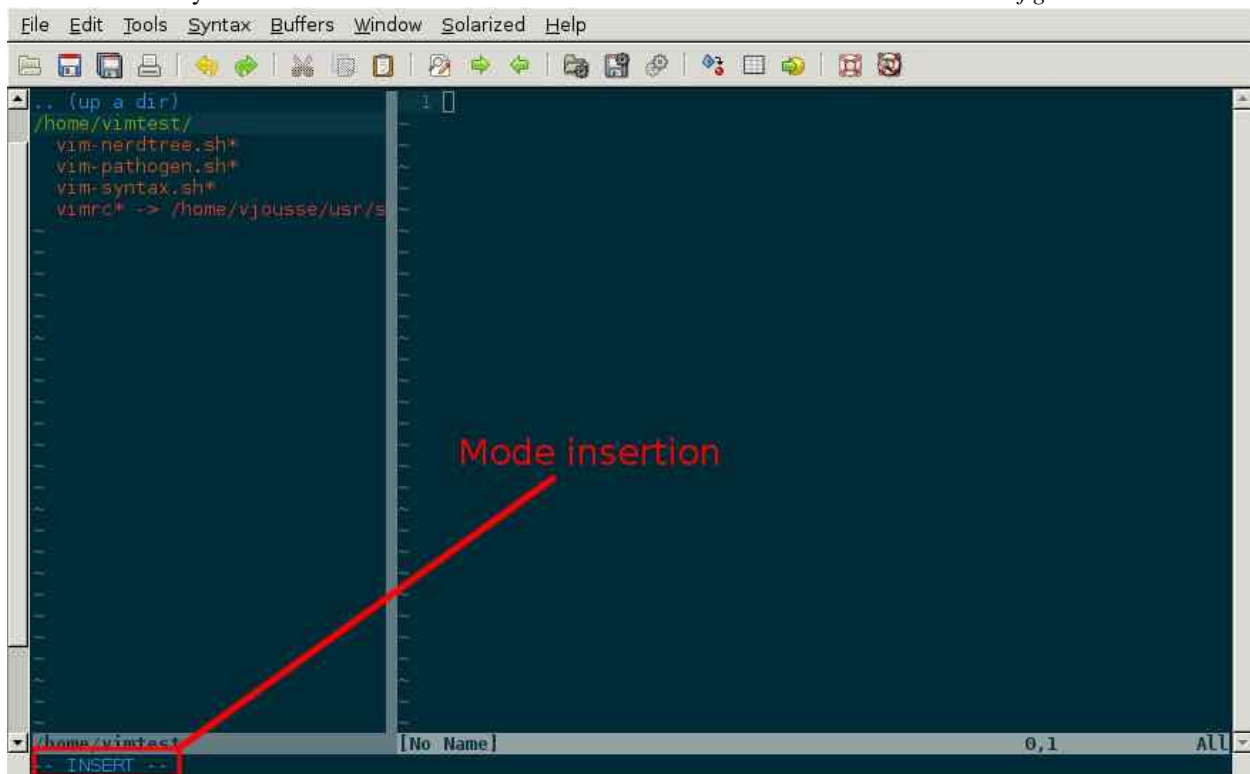 File Edit Tools Syntax Buffers Window Solarized Help
.. (up a dir)
/home/vimtest/
vim-nerdtree.sh*
vim-pathogen.sh*
vim-syntax.sh*
vimrc* -> /home/vjousse/usr/s
1
Mode insertion
/home/vimtest
[No Name] 0,1 All
-- INSERT --